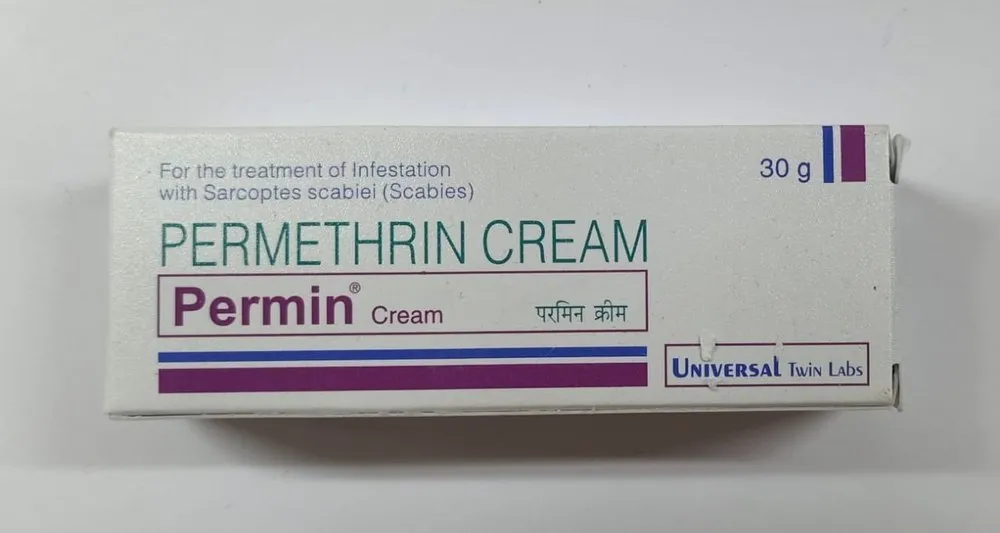 For the treatment of Infestation
with Sarcoptes scabiei (Scabies)
30 g
PERMETHRIN CREAM
Permin® Cream परमिन क्रीम
UNIVERSAL TWIN LABS